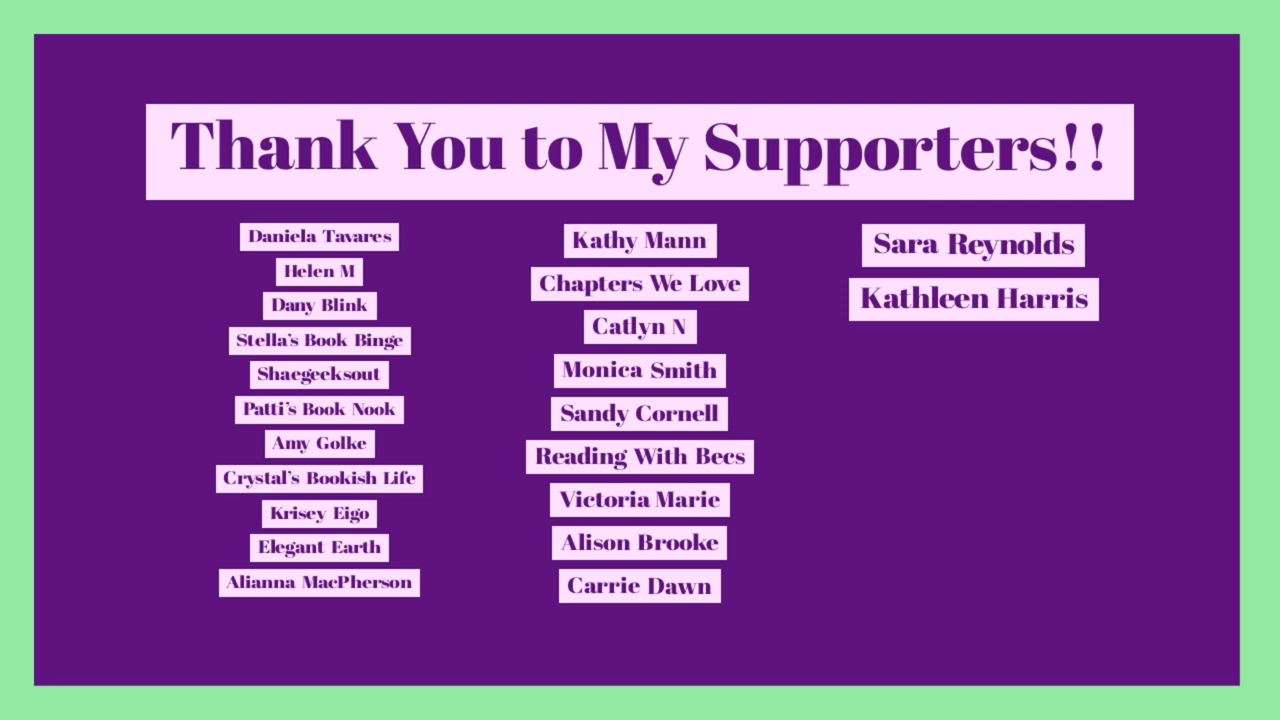 Thank You to My Supporters!!
Daniela Tavares
Helen M
Dany Blink
Stella's Book Binge
Shaegeeksout
Patti's Book Nook
Amy Golke
Crystal's Bookish Life
Krisey Eigo
Elegant Earth
Alianna MacPherson
Kathy Mann
Chapters We Love
Catlyn N
Monica Smith
Sandy Cornell
Reading With Becs
Victoria Marie
Alison Brooke
Carrie Dawn
Sara Reynolds
Kathleen Harris